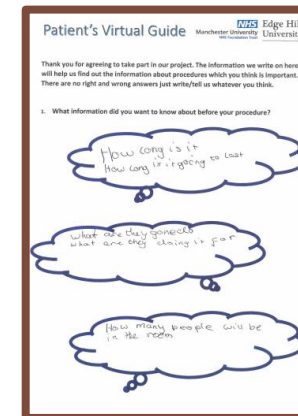 Patient's Virtual Guide
NHS
Manchester University
NHS Foundation Trust
Edge Hill
Universit
Thank you for agreeing to take part in our project. The information we write on here
will help us find out the information about procedures which you think is important.
There are no right and wrong answers just write/tell us whatever you think.
1. What information did you want to know about before your procedure?
How long is it
How long is it going to last
what are they
what are they doing it for
How many people will be
in the room